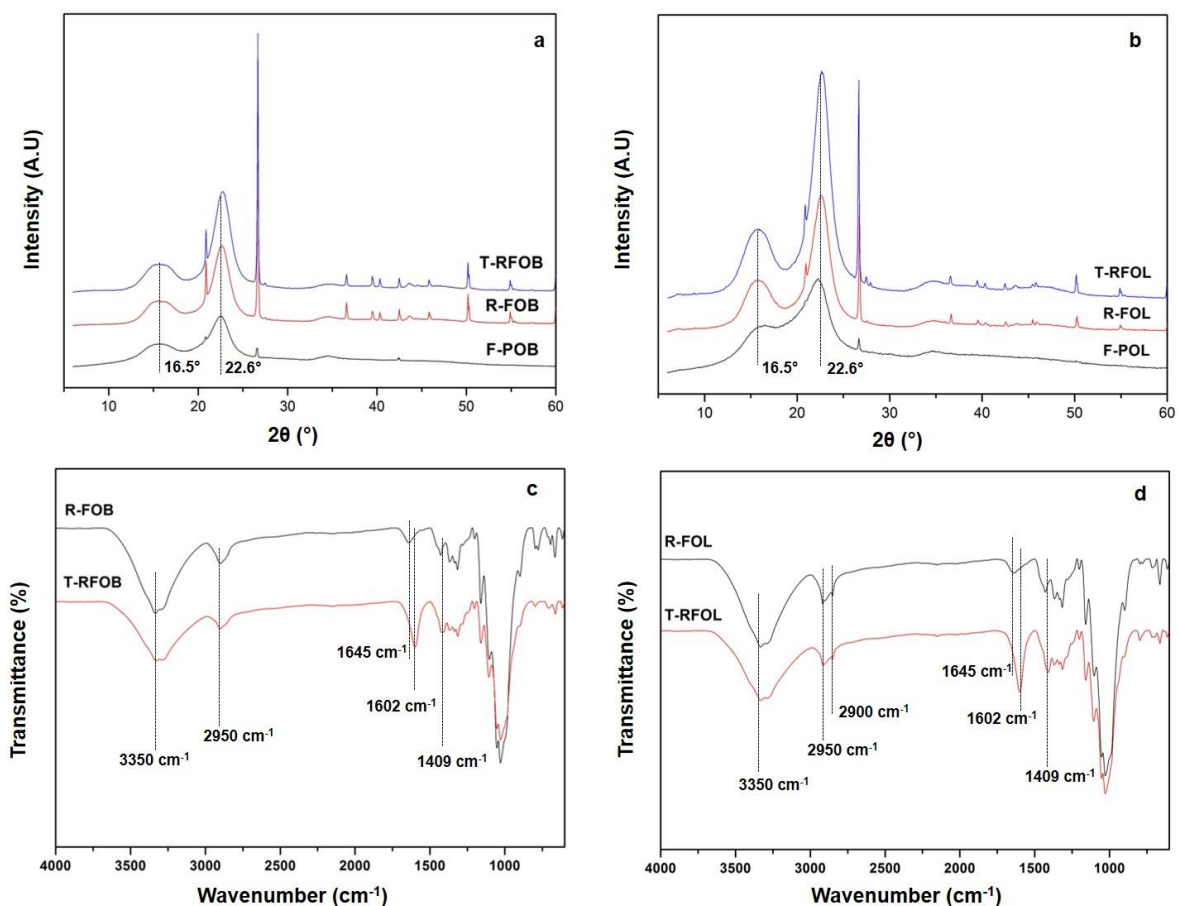 a
Intensity (A.U)
T-RFOB
R-FOB
F-POB
16.5°
22.6°
10
20
30
40
50
60
2θ (°)
b
Intensity (A.U)
T-RFOL
R-FOL
F-POL
16.5°
22.6°
10
20
30
40
50
60
2θ (°)
c
Transmittance (%)
R-FOB
T-RFOB
1645 cm⁻¹
1602 cm⁻¹
2950 cm⁻¹
3350 cm⁻¹
1409 cm⁻¹
4000
3500
3000
2500
2000
1500
1000
Wavenumber (cm⁻¹)
d
Transmittance (%)
R-FOL
T-RFOL
1645 cm⁻¹
2900 cm⁻¹
1602 cm⁻¹
2950 cm⁻¹
1409 cm⁻¹
3350 cm⁻¹
4000
3500
3000
2500
2000
1500
1000
Wavenumber (cm⁻¹)